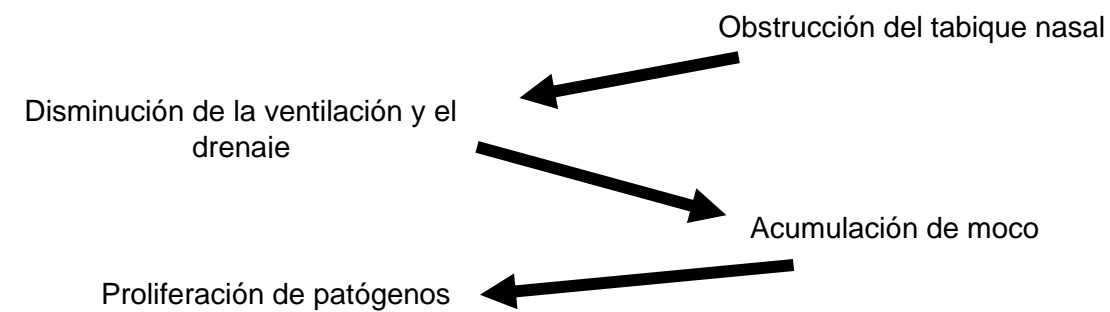 Obstrucción del tabique nasal
Disminución de la ventilación y el
drenaje
Acumulación de moco
Proliferación de patógenos